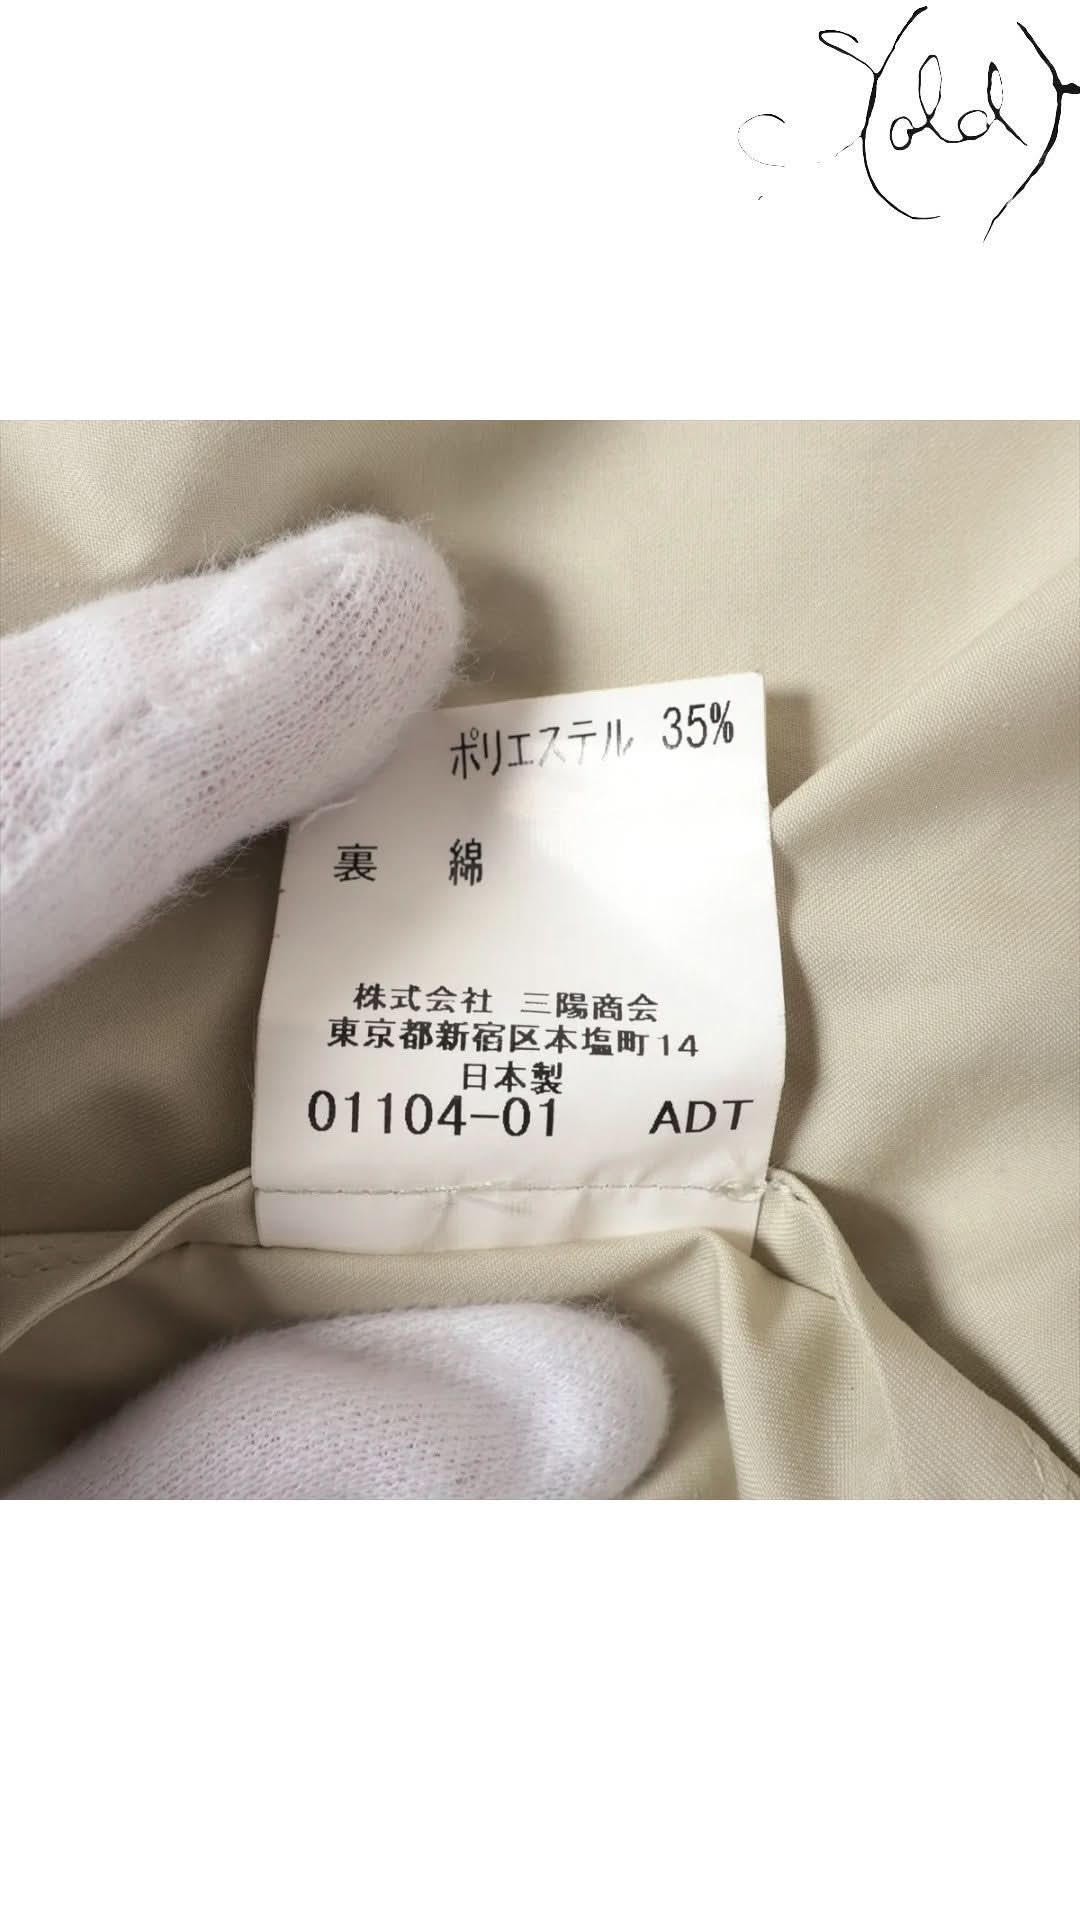 old
ポリエステル 35%
裏 綿
株式会社 三陽商会
東京都新宿区本塩町14
日本製
01104-01 ADT